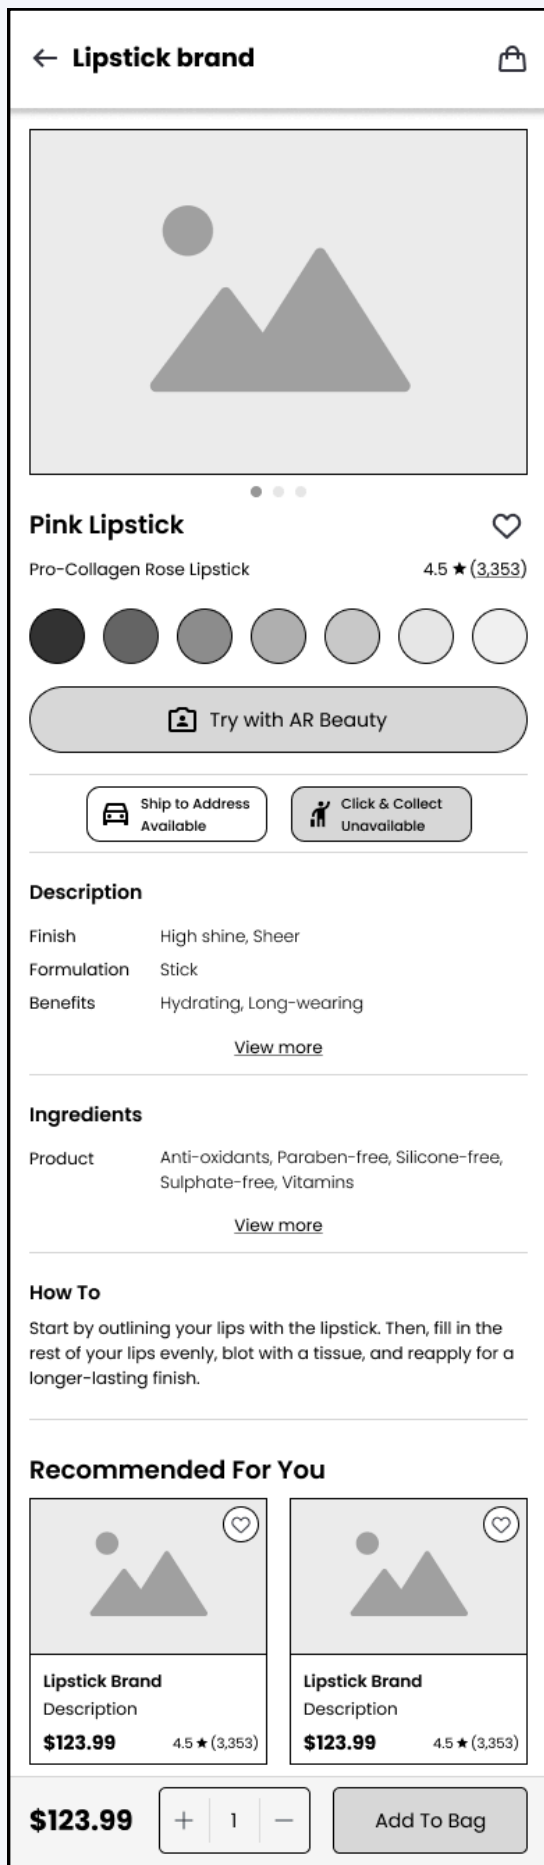 Lipstick brand
Pink Lipstick
Pro-Collagen Rose Lipstick 4.5 ★ (3,353)
Try with AR Beauty
Ship to Address
Available
Click & Collect
Unavailable
Description
Finish High shine, Sheer
Formulation Stick
Benefits Hydrating, Long-wearing
View more
Ingredients
Product Anti-oxidants, Paraben-free, Silicone-free,
Sulphate-free, Vitamins
View more
How To
Start by outlining your lips with the lipstick. Then, fill in the
rest of your lips evenly, blot with a tissue, and reapply for a
longer-lasting finish.
Recommended For You
Lipstick Brand
Description
$123.99 4.5 ★ (3,353)
Lipstick Brand
Description
$123.99 4.5 ★ (3,353)
$123.99 + 1 − Add To Bag